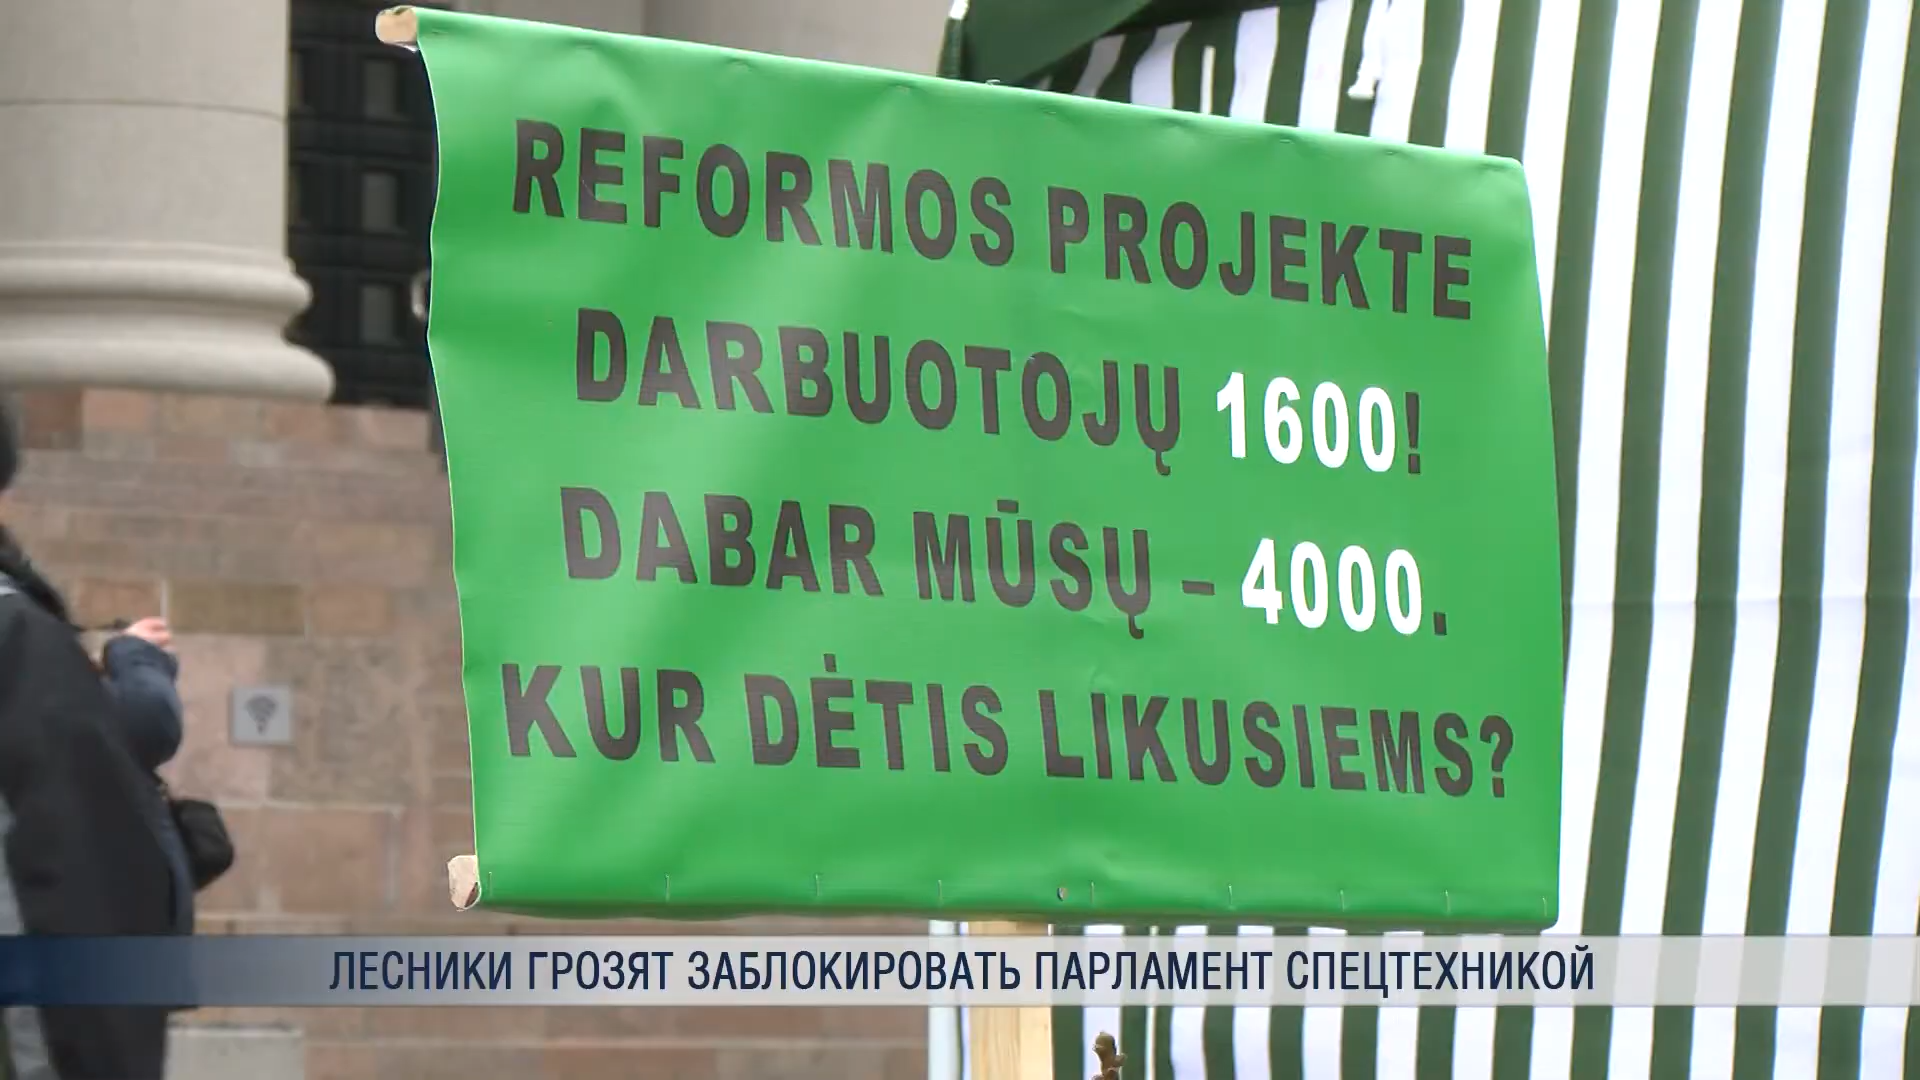 REFORMOS PROJEKTE
DARBUOTOJŲ 1600!
DABAR MŪSŲ – 4000.
KUR DĖTIS LIKUSIEMS?
ЛЕСНИКИ ГРОЗЯТ ЗАБЛОКИРОВАТЬ ПАРЛАМЕНТ СПЕЦТЕХНИКОЙ